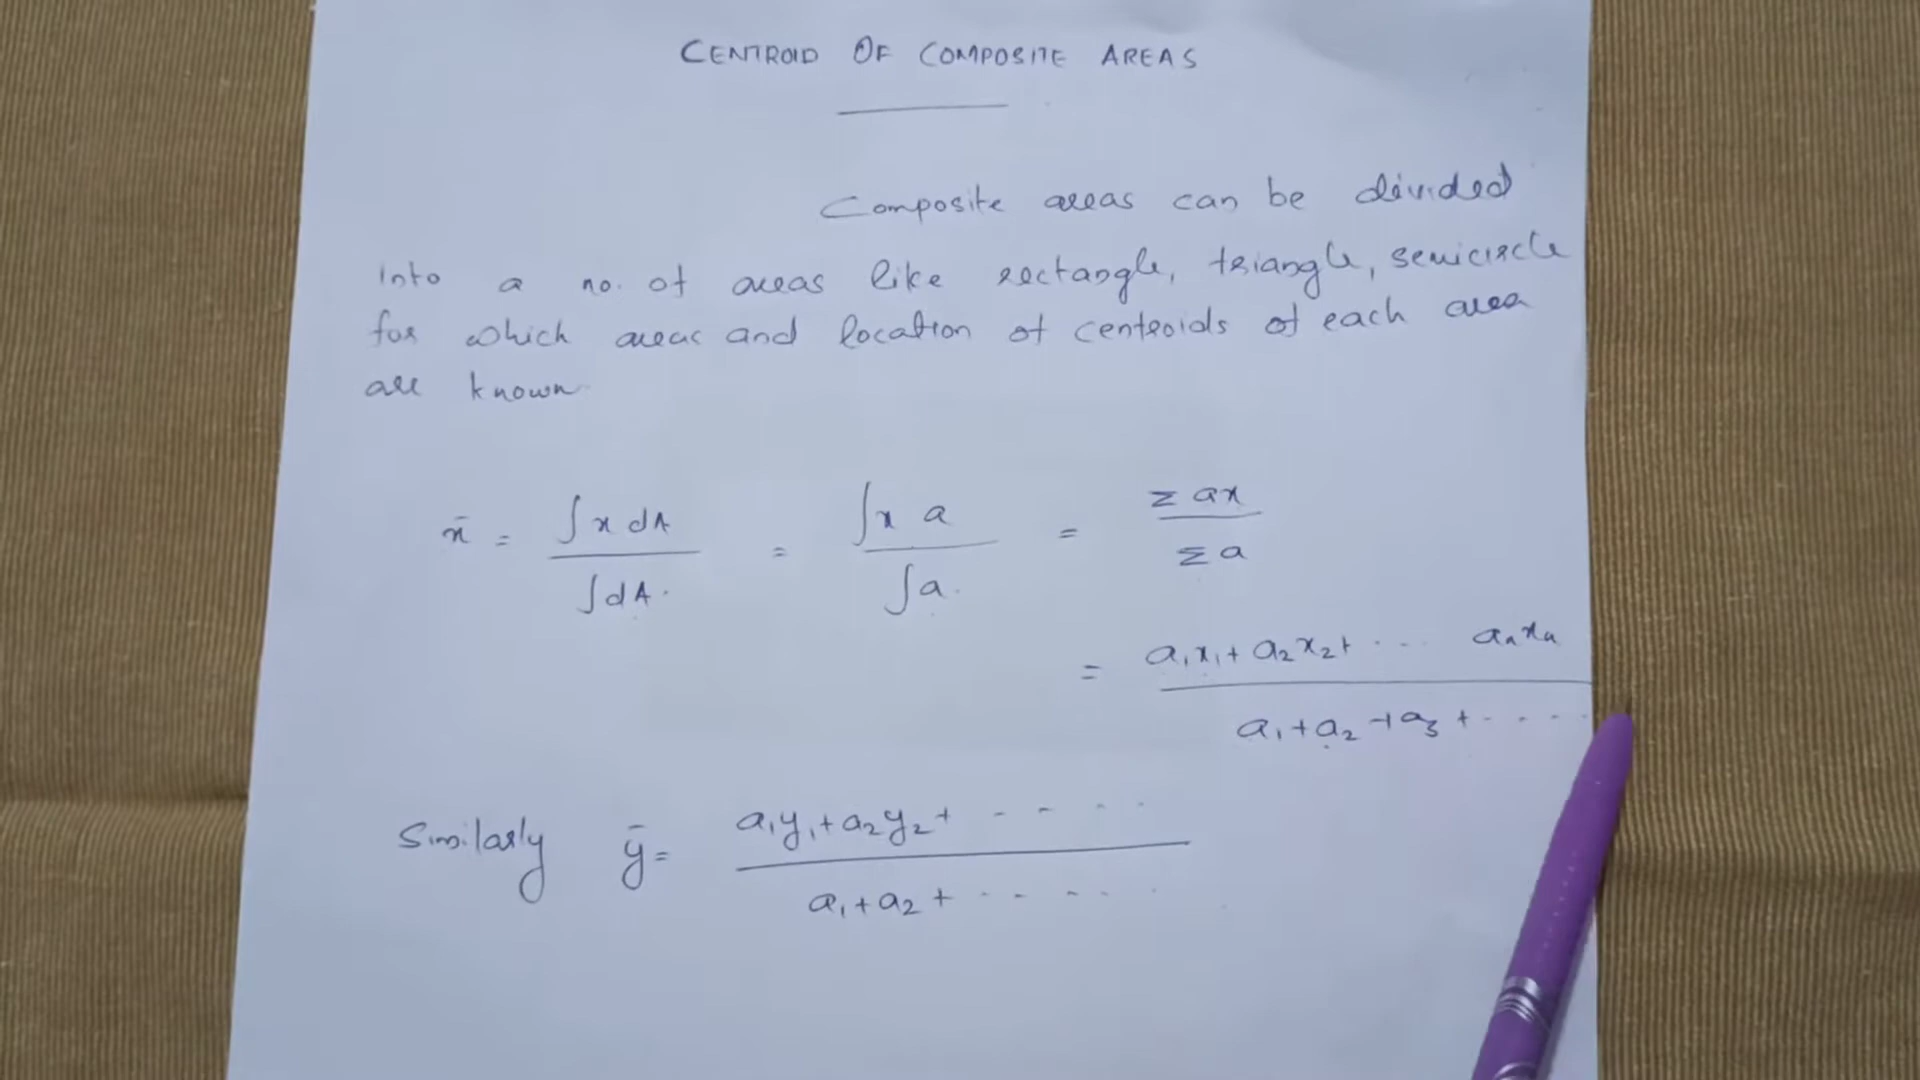 CENTROID OF COMPOSITE AREAS
Composite areas can be divided
into a no. of areas like rectangle, triangle, semicircle
for which areas and location of centroids of each area
are known
x̄ = ∫x dA / ∫dA. = ∫x a / ∫a. = Σax / Σa
= a₁x₁ + a₂x₂ + ... aₙxₙ / a₁ + a₂ + a₃ + ....
Similarly ȳ = a₁y₁ + a₂y₂ + .... / a₁ + a₂ + .....